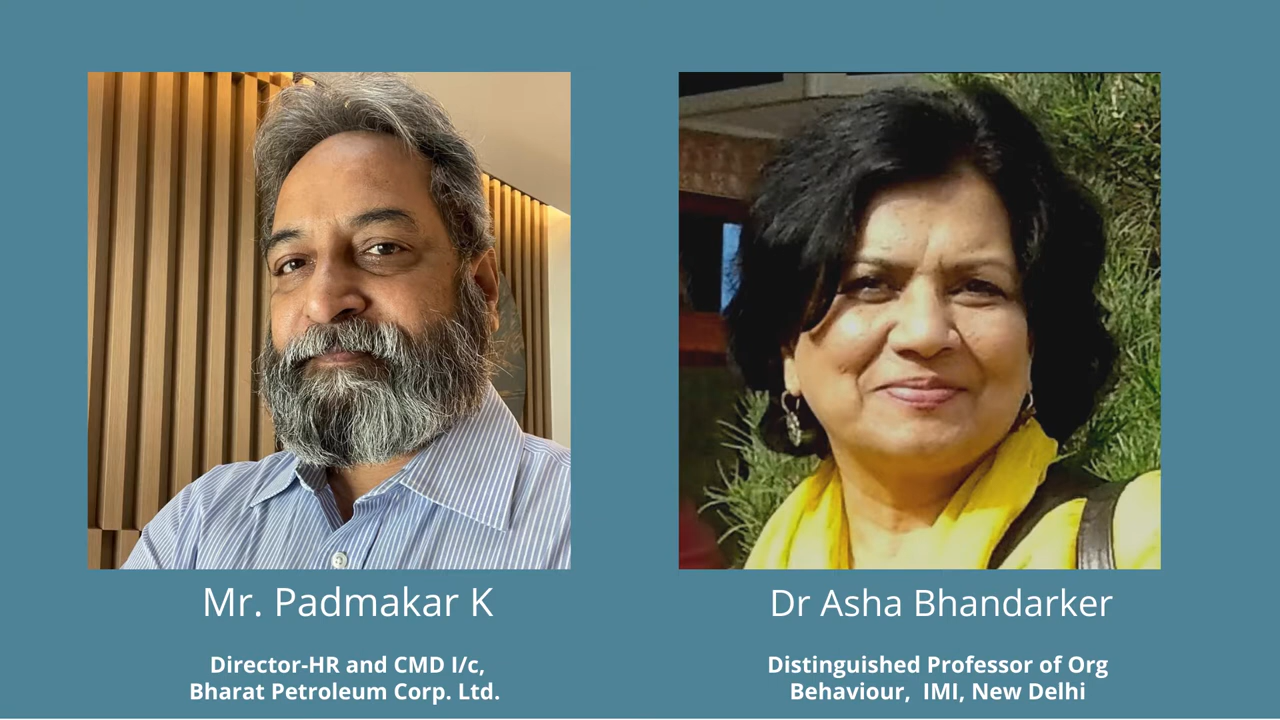 Mr. Padmakar K
Director-HR and CMD I/c,
Bharat Petroleum Corp. Ltd.
Dr Asha Bhandarker
Distinguished Professor of Org
Behaviour, IMI, New Delhi